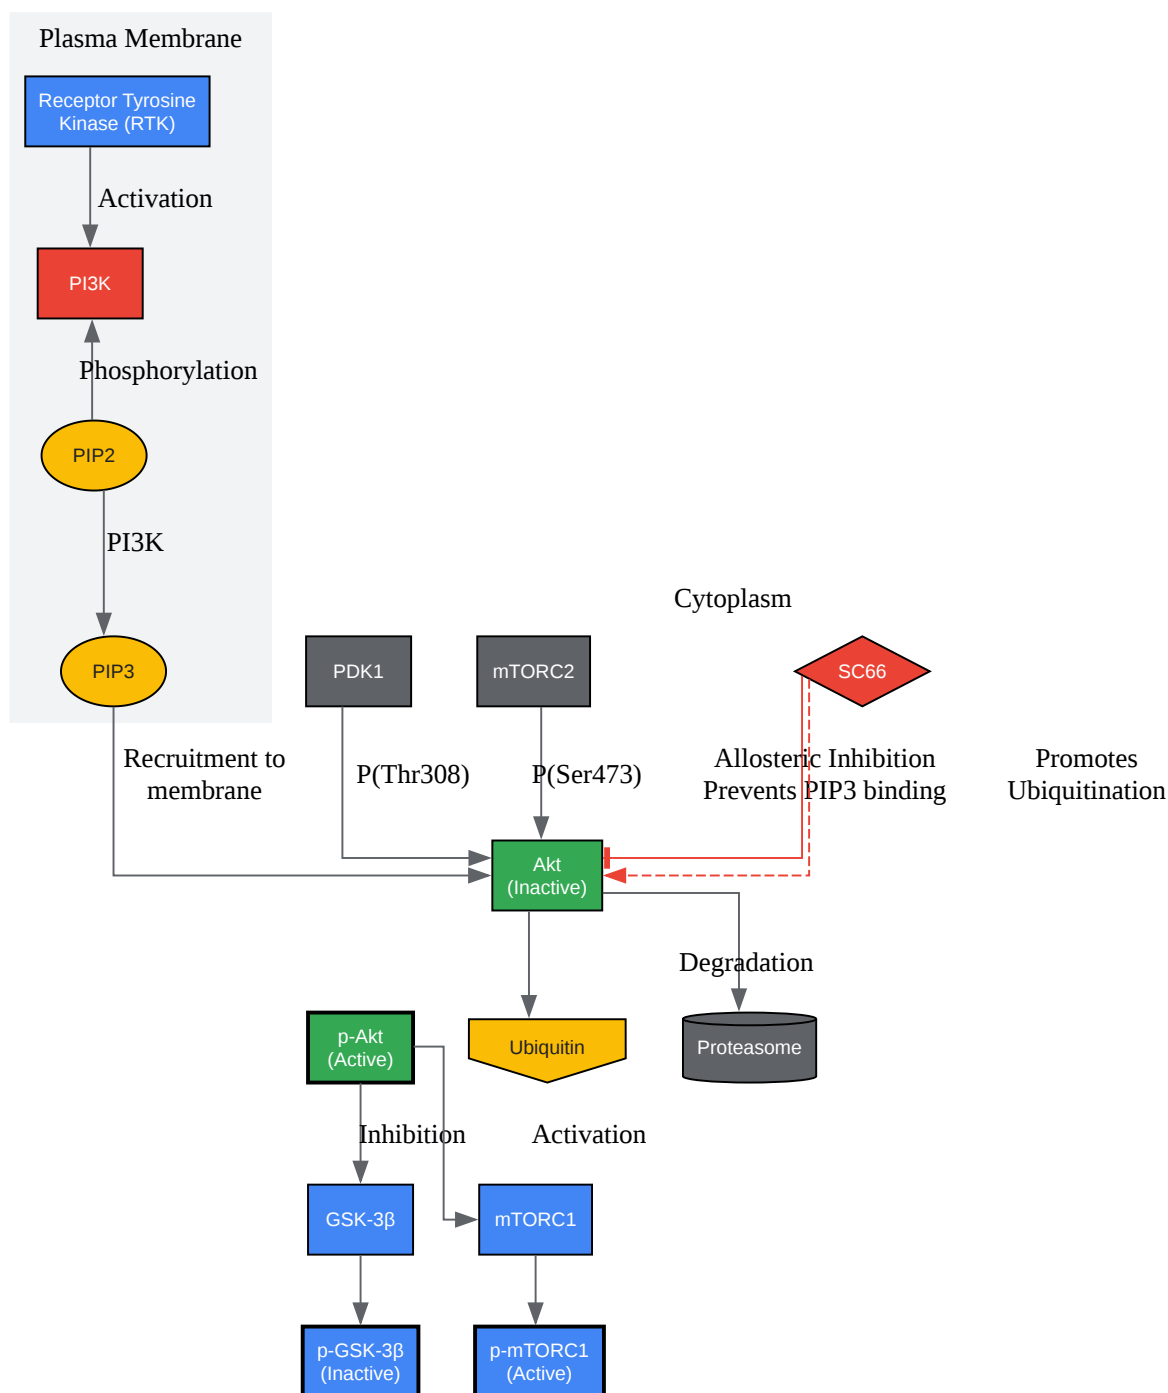 Plasma Membrane
Receptor Tyrosine
Kinase (RTK)
Activation
PI3K
Phosphorylation
PIP2
PI3K
Cytoplasm
PIP3
PDK1
mTORC2
SC66
Recruitment to
membrane
P(Thr308)
P(Ser473)
Allosteric Inhibition
Prevents PIP3 binding
Promotes
Ubiquitination
Akt
(Inactive)
Degradation
p-Akt
(Active)
Ubiquitin
Proteasome
Inhibition
Activation
GSK-3β
mTORC1
p-GSK-3β
(Inactive)
p-mTORC1
(Active)